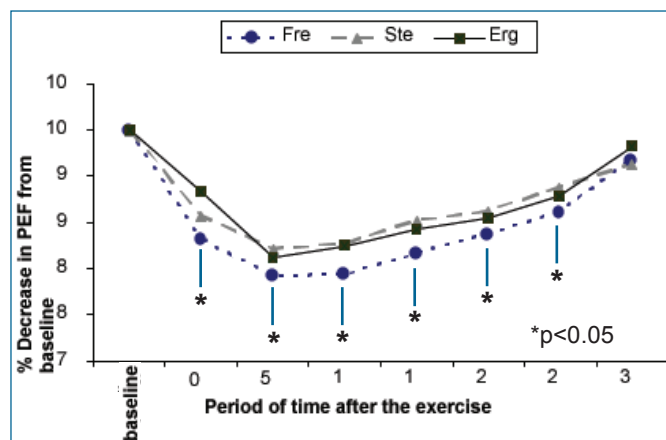 Fre Ste Erg
% Decrease in PEF from
baseline
10
10
9
9
8
8
7
* * * * * * *
*p<0.05
baseline 0 5 1 1 2 2 3
Period of time after the exercise